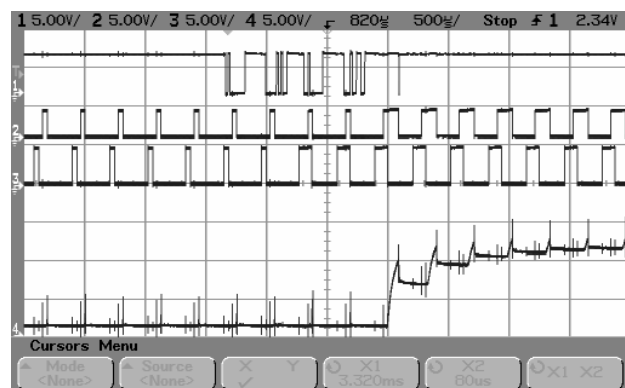 1 5.00V/ 2 5.00V/ 3 5.00V/ 4 5.00V/ 820µs 500µs/ Stop 1 2.34V
T
1
2
3
4
Cursors Menu
Mode Source X Y X1 X2 X1 X2
<None> <None> ✓ 3.320ms 80us